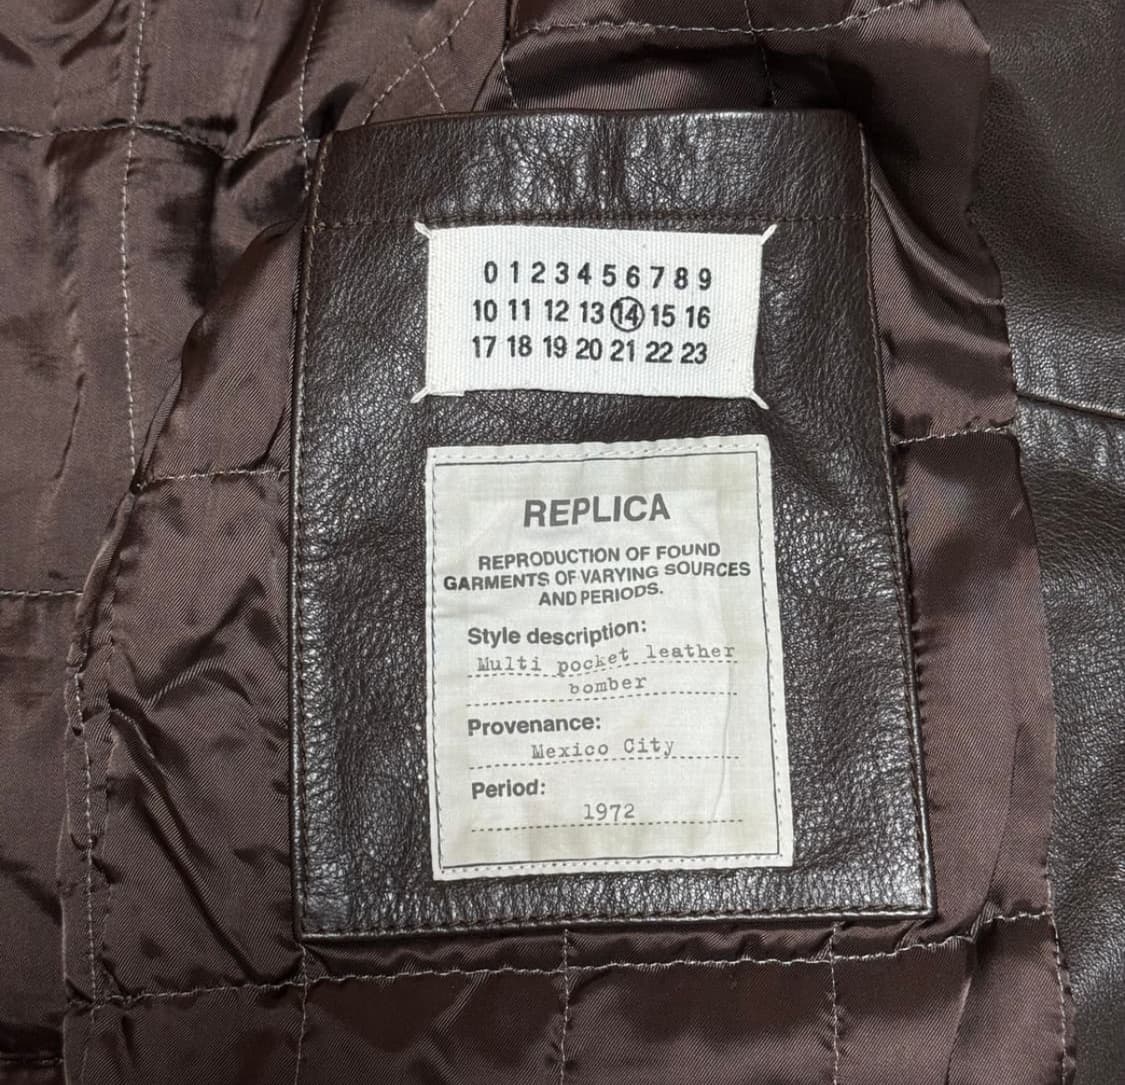 0 1 2 3 4 5 6 7 8 9
10 11 12 13 14 15 16
17 18 19 20 21 22 23
REPLICA
REPRODUCTION OF FOUND
GARMENTS OF VARYING SOURCES
AND PERIODS.
Style description:
Multi pocket leather
bomber
Provenance:
Mexico City
Period:
1972